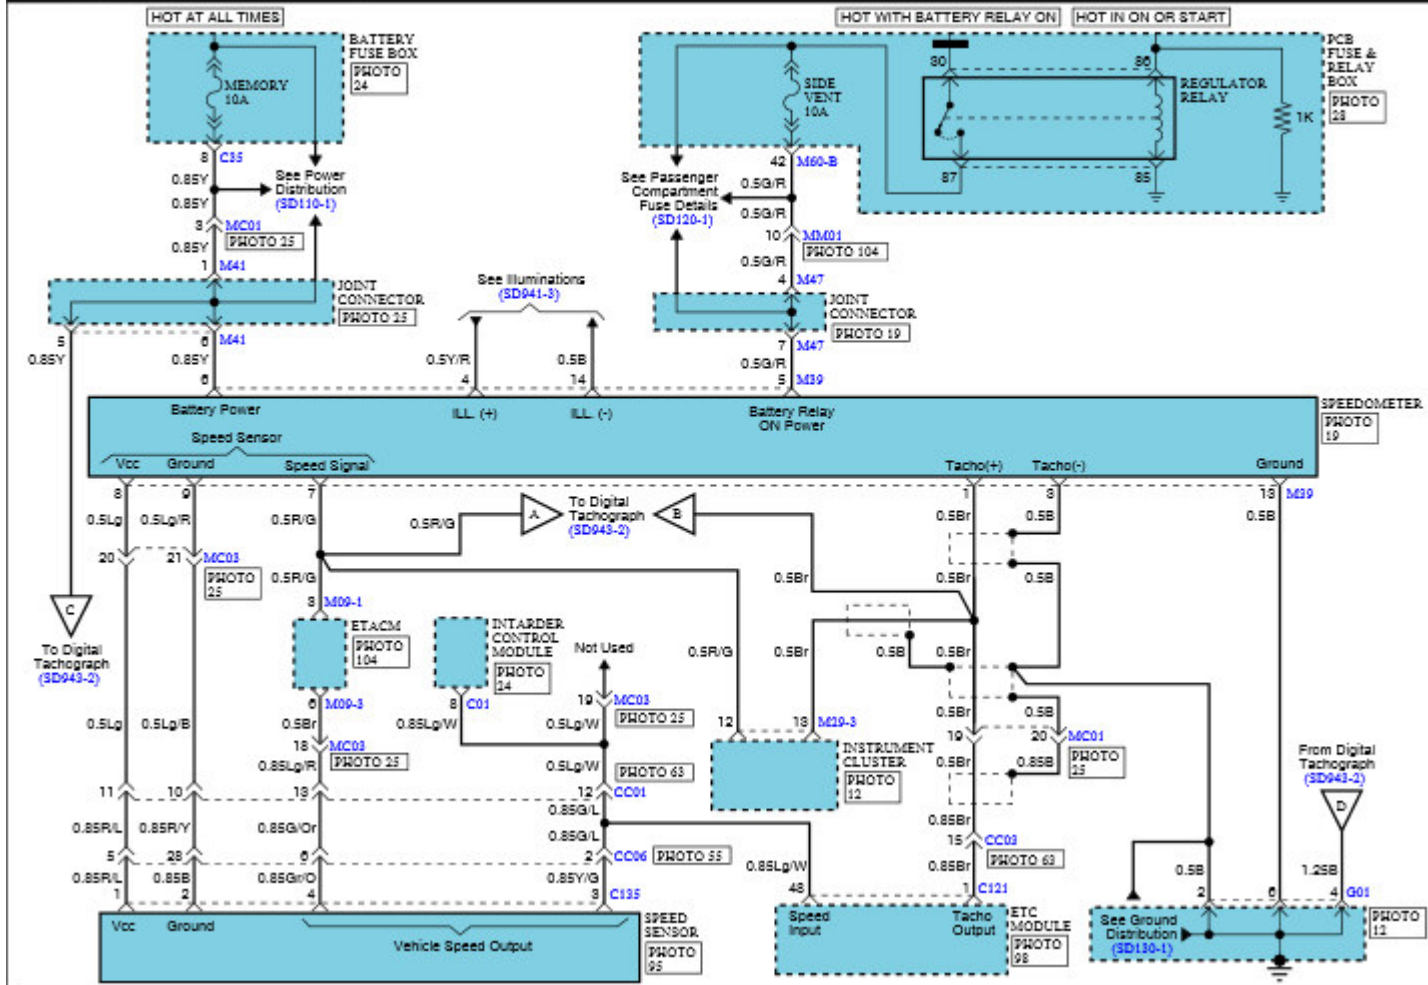 HOT AT ALL TIMES
HOT WITH BATTERY RELAY ON
HOT IN ON OR START
BATTERY
FUSE BOX
PHOTO
24
MEMORY
10A
8
C35
0.85Y
See Power
Distribution
(SD110-1)
0.85Y
3
MC01
PHOTO 25
0.85Y
1
M41
JOINT
CONNECTOR
PHOTO 25
5
6
M41
0.85Y
0.85Y
6
See Illuminations
(SD941-3)
0.5Y/R
0.5B
4
14
PCB
FUSE &
RELAY
BOX
PHOTO
28
30
86
SIDE
VENT
10A
REGULATOR
RELAY
1K
87
85
42
M60-B
See Passenger
Compartment
Fuse Details
(SD120-1)
0.5G/R
0.5G/R
10
MM01
PHOTO 104
0.5G/R
4
M47
JOINT
CONNECTOR
PHOTO 19
7
M47
0.5G/R
5
M39
SPEEDOMETER
PHOTO
19
Battery Power
ILL. (+)
ILL. (-)
Battery Relay
ON Power
Speed Sensor
Vcc
Ground
Speed Signal
Tacho(+)
Tacho(-)
Ground
8
9
7
1
3
13
M39
0.5Lg
0.5Lg/R
0.5R/G
0.5R/G
A
To Digital
Tachograph
(SD943-2)
B
0.5Br
0.5B
0.5B
20
21
MC03
PHOTO
25
0.5R/G
0.5Br
0.5Br
0.5B
3
M09-1
C
To Digital
Tachograph
(SD943-2)
ETACM
PHOTO
104
INTARDER
CONTROL
MODULE
PHOTO
24
Not Used
0.5R/G
0.5Br
0.5B
0.5Br
6
M09-3
8
C01
19
MC03
PHOTO 25
0.5Lg
0.5Lg/B
0.5Br
0.85Lg/W
0.5Lg/W
12
13
M29-3
0.5Br
0.5B
18
MC03
PHOTO 25
19
20
MC01
PHOTO
25
0.85Lg/R
0.5Lg/W
PHOTO 63
INSTRUMENT
CLUSTER
PHOTO
12
0.5Br
0.85B
From Digital
Tachograph
(SD943-2)
D
11
10
13
12
CC01
0.85G/L
0.85R/L
0.85R/Y
0.85G/Or
0.85G/L
0.85Br
15
CC03
PHOTO 63
5
28
6
2
CC06
PHOTO 55
0.85Lg/W
0.85Br
0.5B
1.25B
0.85R/L
0.85B
0.85Gr/O
0.85Y/G
1
2
4
3
C135
48
1
C121
2
6
4
G01
Vcc
Ground
Vehicle Speed Output
SPEED
SENSOR
PHOTO
95
Speed
Input
Tacho
Output
ETC
MODULE
PHOTO
98
See Ground
Distribution
(SD130-1)
PHOTO
12